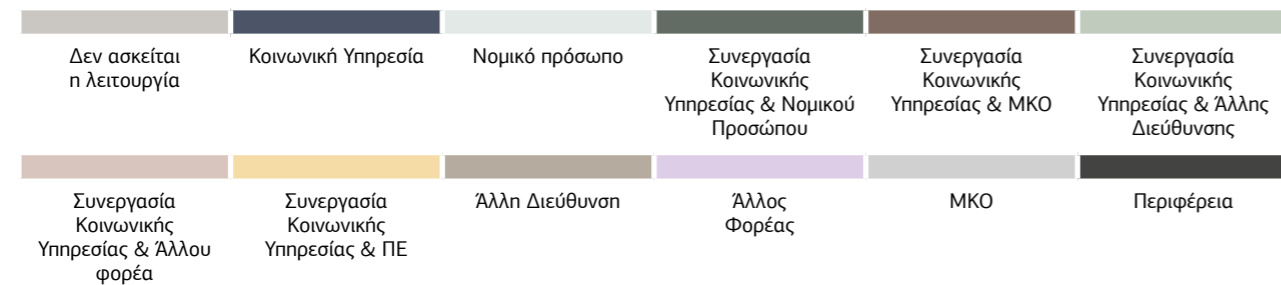 Δεν ασκείται
η λειτουργία
Κοινωνική Υπηρεσία
Νομικό πρόσωπο
Συνεργασία
Κοινωνικής
Υπηρεσίας & Νομικού
Προσώπου
Συνεργασία
Κοινωνικής
Υπηρεσίας & ΜΚΟ
Συνεργασία
Κοινωνικής
Υπηρεσίας & Άλλης
Διεύθυνσης
Συνεργασία
Κοινωνικής
Υπηρεσίας & Άλλου
φορέα
Συνεργασία
Κοινωνικής
Υπηρεσίας & ΠΕ
Άλλη Διεύθυνση
Άλλος
Φορέας
ΜΚΟ
Περιφέρεια